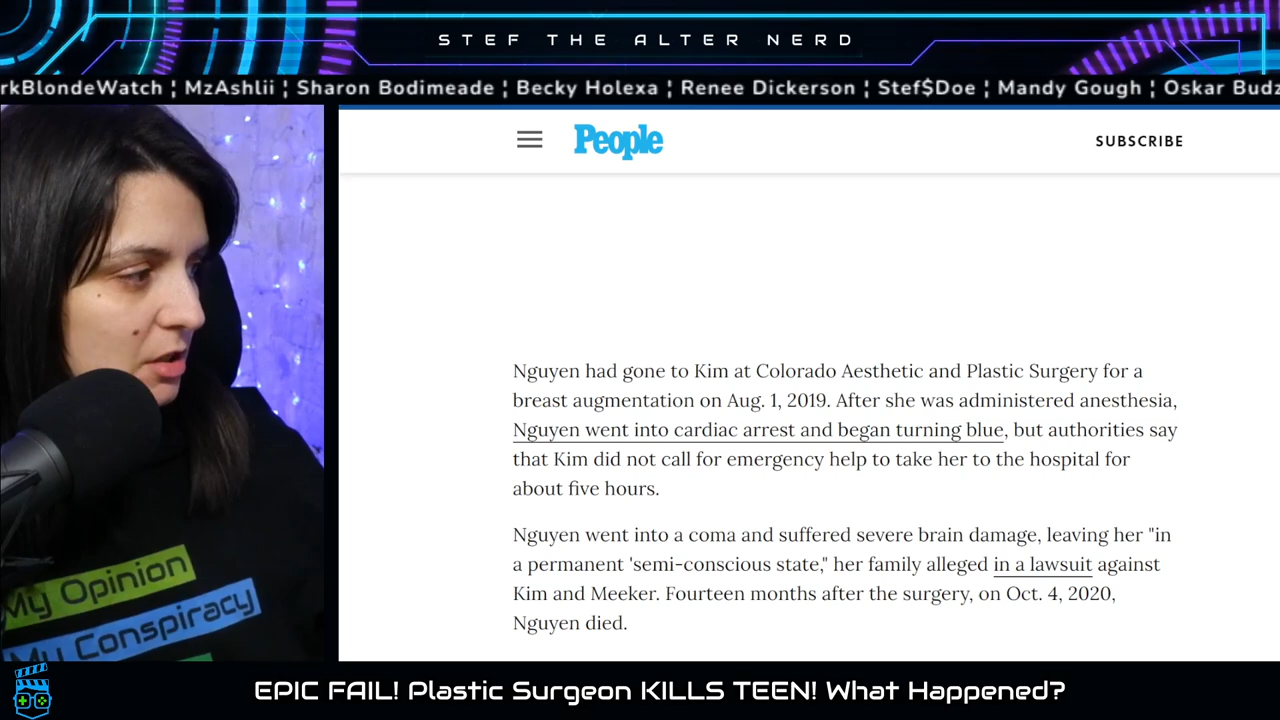 STEF THE ALTER NERD
rkBlondeWatch ¦ MzAshlii ¦ Sharon Bodimeade ¦ Becky Holexa ¦ Renee Dickerson ¦ Stef$Doe ¦ Mandy Gough ¦ Oskar Budz
People
SUBSCRIBE
Nguyen had gone to Kim at Colorado Aesthetic and Plastic Surgery for a
breast augmentation on Aug. 1, 2019. After she was administered anesthesia,
Nguyen went into cardiac arrest and began turning blue, but authorities say
that Kim did not call for emergency help to take her to the hospital for
about five hours.
Nguyen went into a coma and suffered severe brain damage, leaving her "in
a permanent 'semi-conscious state," her family alleged in a lawsuit against
Kim and Meeker. Fourteen months after the surgery, on Oct. 4, 2020,
Nguyen died.
My Opinion
My Conspiracy
EPIC FAIL! Plastic Surgeon KILLS TEEN! What Happened?